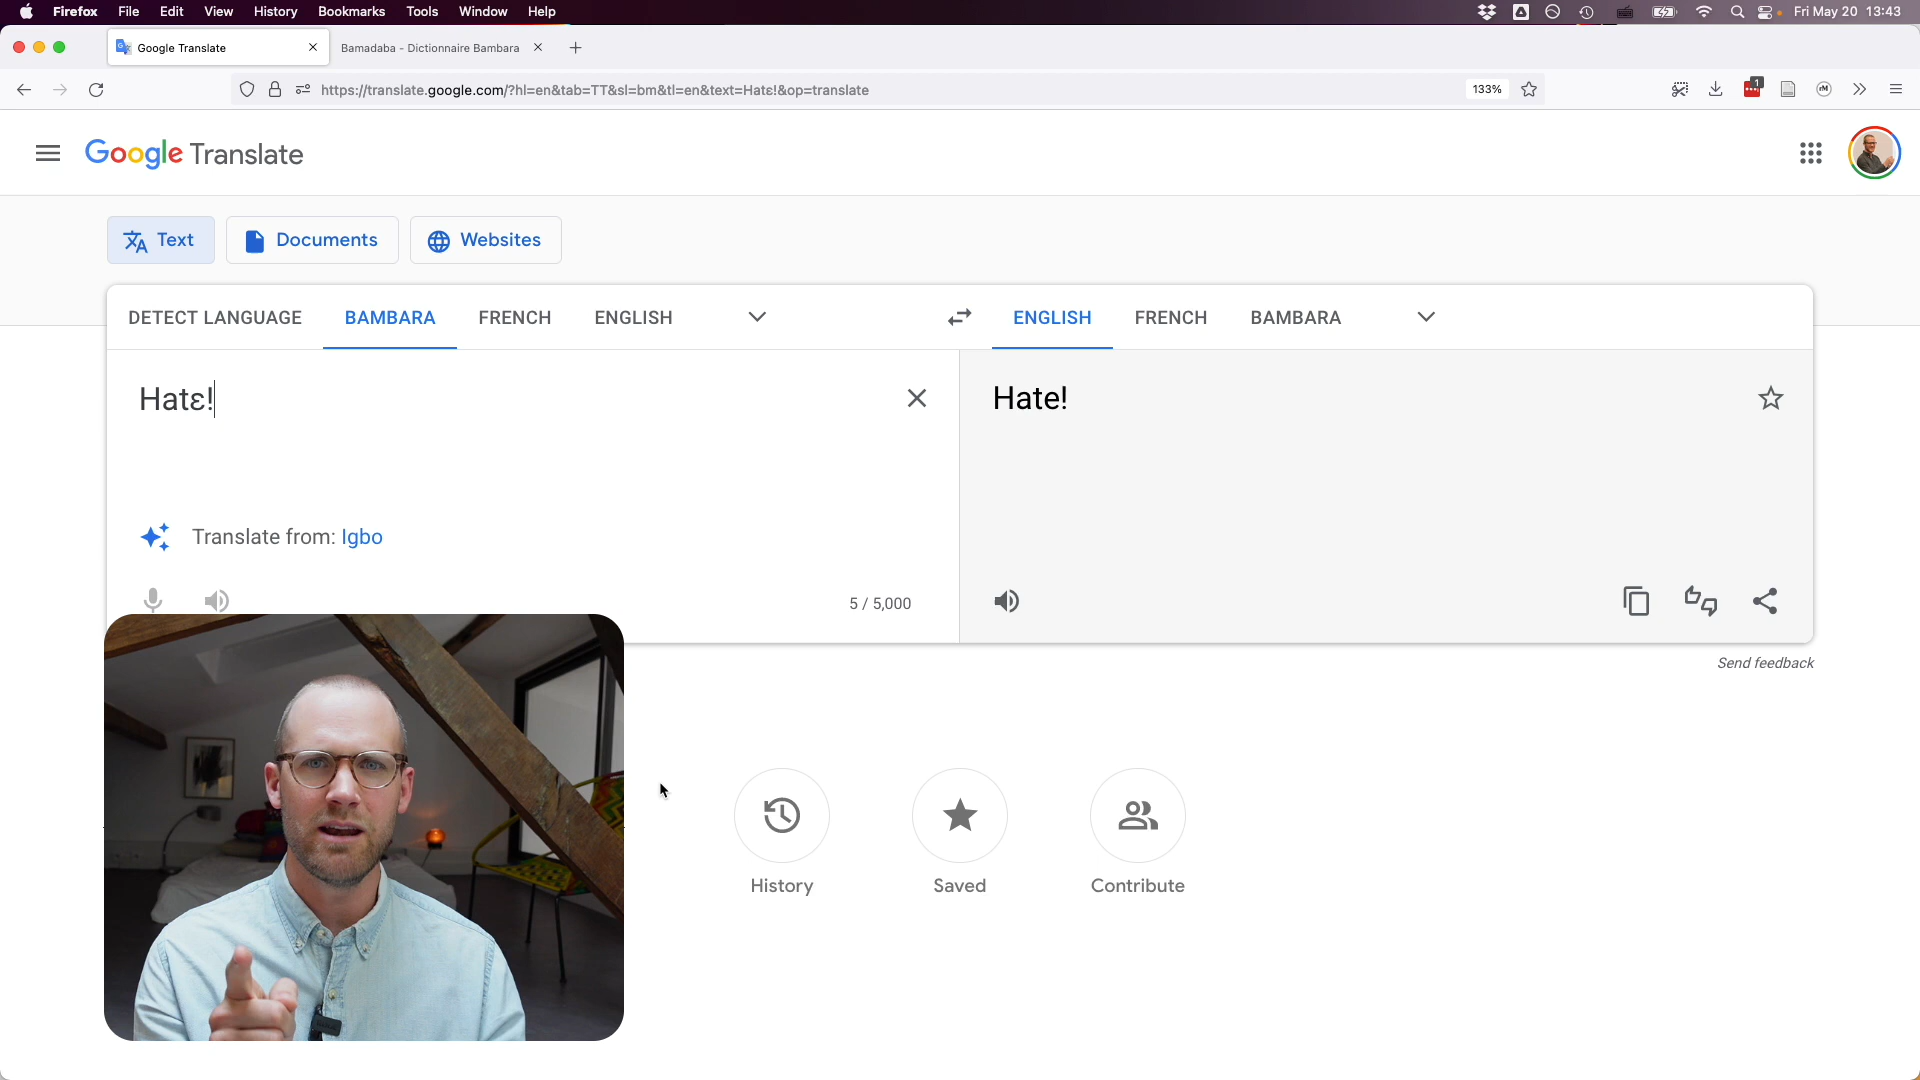 Firefox File Edit View History Bookmarks Tools Window Help Fri May 20 13:43
Google Translate Bamadaba - Dictionnaire Bambara
https://translate.google.com/?hl=en&tab=TT&sl=bm&tl=en&text=Hatɛ!&op=translate 133% 1
Google Translate
Text Documents Websites
DETECT LANGUAGE BAMBARA FRENCH ENGLISH ENGLISH FRENCH BAMBARA
Hatɛ! Hate!
Translate from: Igbo
5 / 5,000
Send feedback
History Saved Contribute